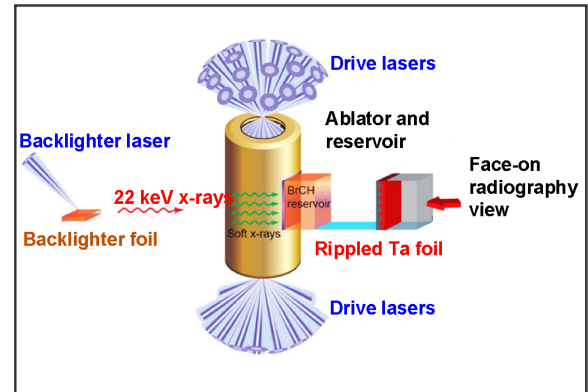 Drive lasers
Ablator and
reservoir
Backlighter laser
22 keV x-rays
BrCH
reservoir
Face-on
radiography
view
Soft x-rays
Backlighter foil
Rippled Ta foil
Drive lasers